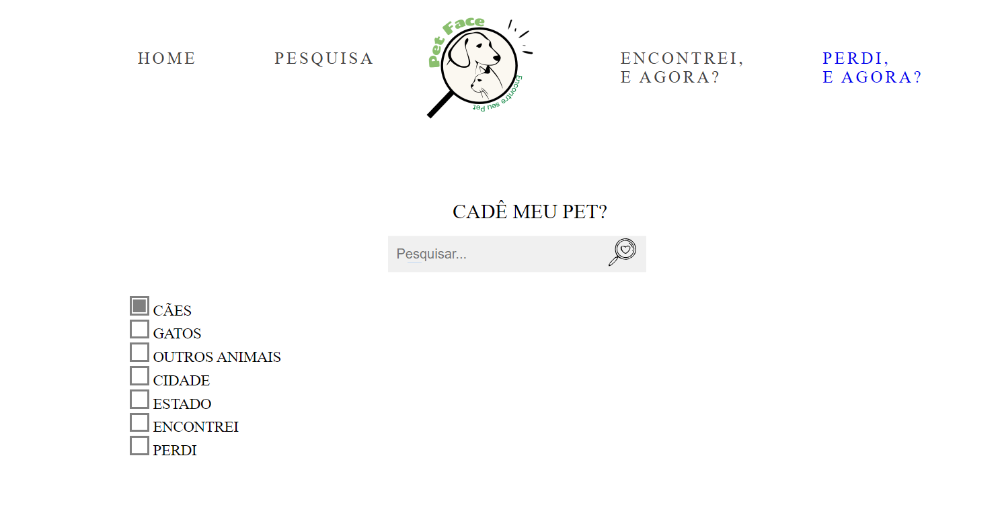 HOME
PESQUISA
Pet Face
Encontre seu Pet
ENCONTREI,
E AGORA?
PERDI,
E AGORA?
CADÊ MEU PET?
Pesquisar...
CÃES
GATOS
OUTROS ANIMAIS
CIDADE
ESTADO
ENCONTREI
PERDI